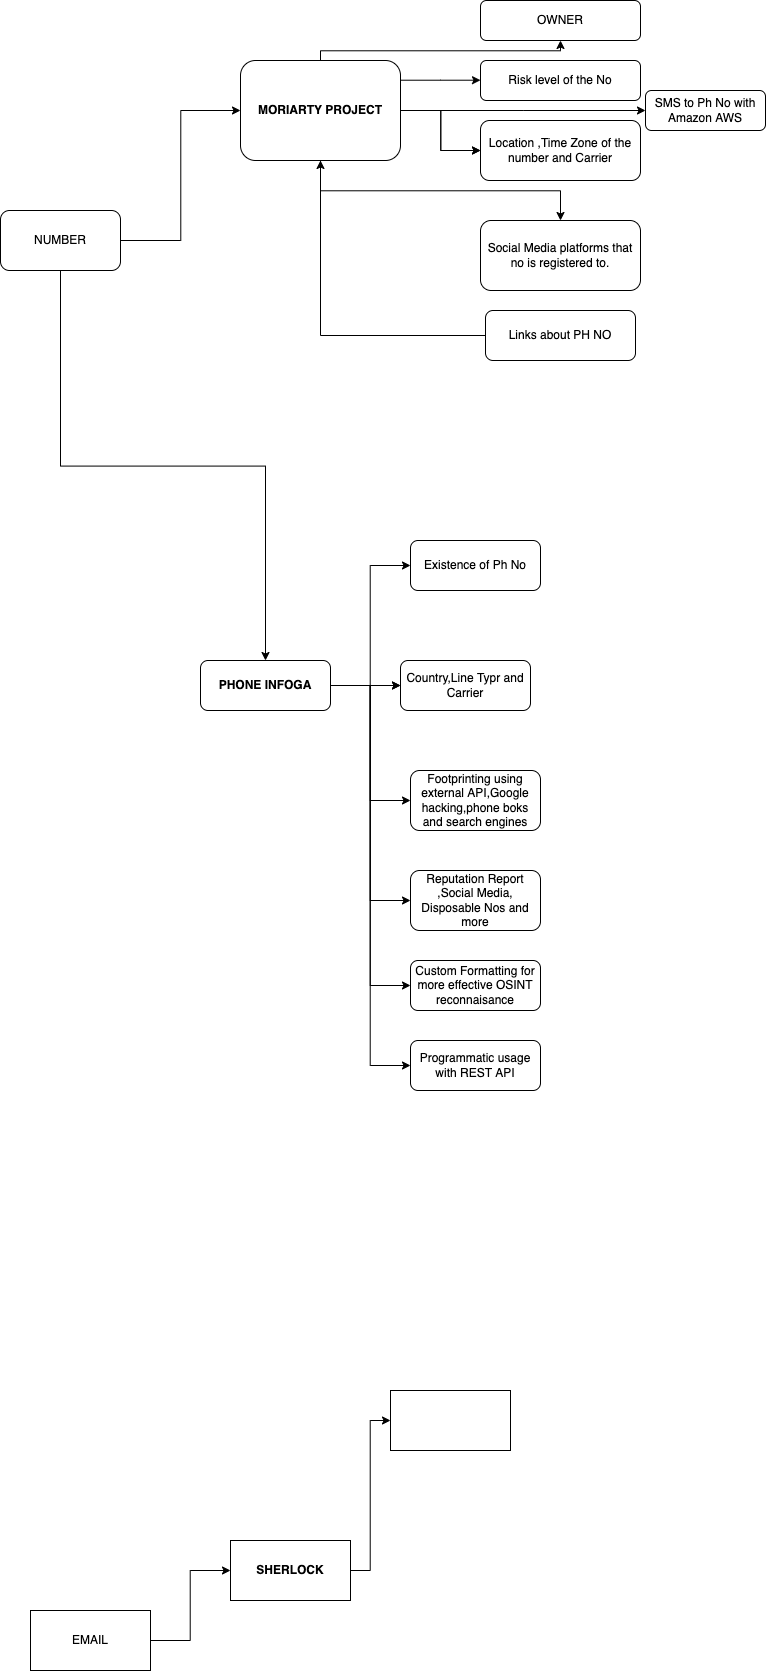 OWNER
Risk level of the No
MORIARTY PROJECT
SMS to Ph No with
Amazon AWS
Location ,Time Zone of the
number and Carrier
NUMBER
Social Media platforms that
no is registered to.
Links about PH NO
Existence of Ph No
PHONE INFOGA
Country,Line Typr and
Carrier
Footprinting using
external API,Google
hacking,phone boks
and search engines
Reputation Report
,Social Media,
Disposable Nos and
more
Custom Formatting for
more effective OSINT
reconnaisance
Programmatic usage
with REST API
SHERLOCK
EMAIL